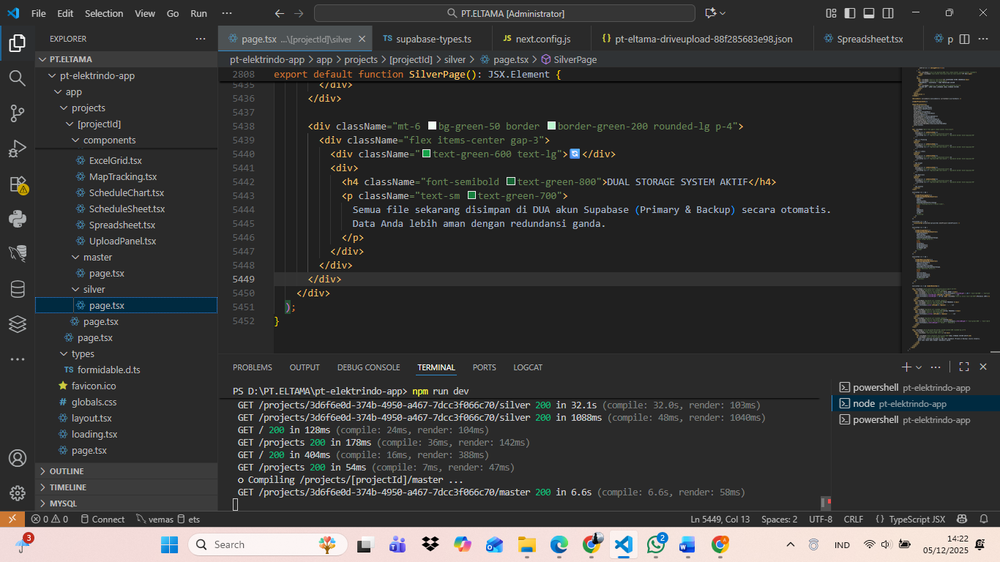 File Edit Selection View Go Run ··· PT.ELTAMA [Administrator]
EXPLORER ···
PT.ELTAMA
pt-elektrindo-app
app
projects
[projectId]
components
ExcelGrid.tsx
MapTracking.tsx
ScheduleChart.tsx
ScheduleSheet.tsx
Spreadsheet.tsx
UploadPanel.tsx
master
page.tsx
silver
page.tsx
page.tsx
page.tsx
types
TS formidable.d.ts
favicon.ico
# globals.css
layout.tsx
loading.tsx
page.tsx
OUTLINE
TIMELINE
MYSQL
page.tsx ...\[projectId]\silver
TS supabase-types.ts
JS next.config.js
{} pt-eltama-driveupload-88f285683e98.json
Spreadsheet.tsx
p
pt-elektrindo-app > app > projects > [projectId] > silver > page.tsx > SilverPage
2808 export default function SilverPage(): JSX.Element {
5435 </div>
5436 </div>
5437
5438 <div className="mt-6 bg-green-50 border border-green-200 rounded-lg p-4">
5439 <div className="flex items-center gap-3">
5440 <div className="text-green-600 text-lg">🔄</div>
5441 <div>
5442 <h4 className="font-semibold text-green-800">DUAL STORAGE SYSTEM AKTIF</h4>
5443 <p className="text-sm text-green-700">
5444 Semua file sekarang disimpan di DUA akun Supabase (Primary & Backup) secara otomatis.
5445 Data Anda lebih aman dengan redundansi ganda.
5446 </p>
5447 </div>
5448 </div>
5449 </div>
5450 </div>
5451 );
5452 }
PROBLEMS OUTPUT DEBUG CONSOLE TERMINAL PORTS LOGCAT
PS D:\PT.ELTAMA\pt-elektrindo-app> npm run dev
GET /projects/3d6f6e0d-374b-4950-a467-7dcc3f066c70/silver 200 in 32.1s (compile: 32.0s, render: 103ms)
GET /projects/3d6f6e0d-374b-4950-a467-7dcc3f066c70/silver 200 in 1088ms (compile: 48ms, render: 1040ms)
GET / 200 in 128ms (compile: 24ms, render: 104ms)
GET /projects 200 in 178ms (compile: 36ms, render: 142ms)
GET / 200 in 404ms (compile: 16ms, render: 388ms)
GET /projects 200 in 54ms (compile: 7ms, render: 47ms)
○ Compiling /projects/[projectId]/master ...
GET /projects/3d6f6e0d-374b-4950-a467-7dcc3f066c70/master 200 in 6.6s (compile: 6.6s, render: 58ms)
powershell pt-elektrindo-app
node pt-elektrindo-app
powershell pt-elektrindo-app
0 0 Connect vemas ets Ln 5449, Col 13 Spaces: 2 UTF-8 CRLF {} TypeScript JSX
3
Search
2
IND
14:22
05/12/2025